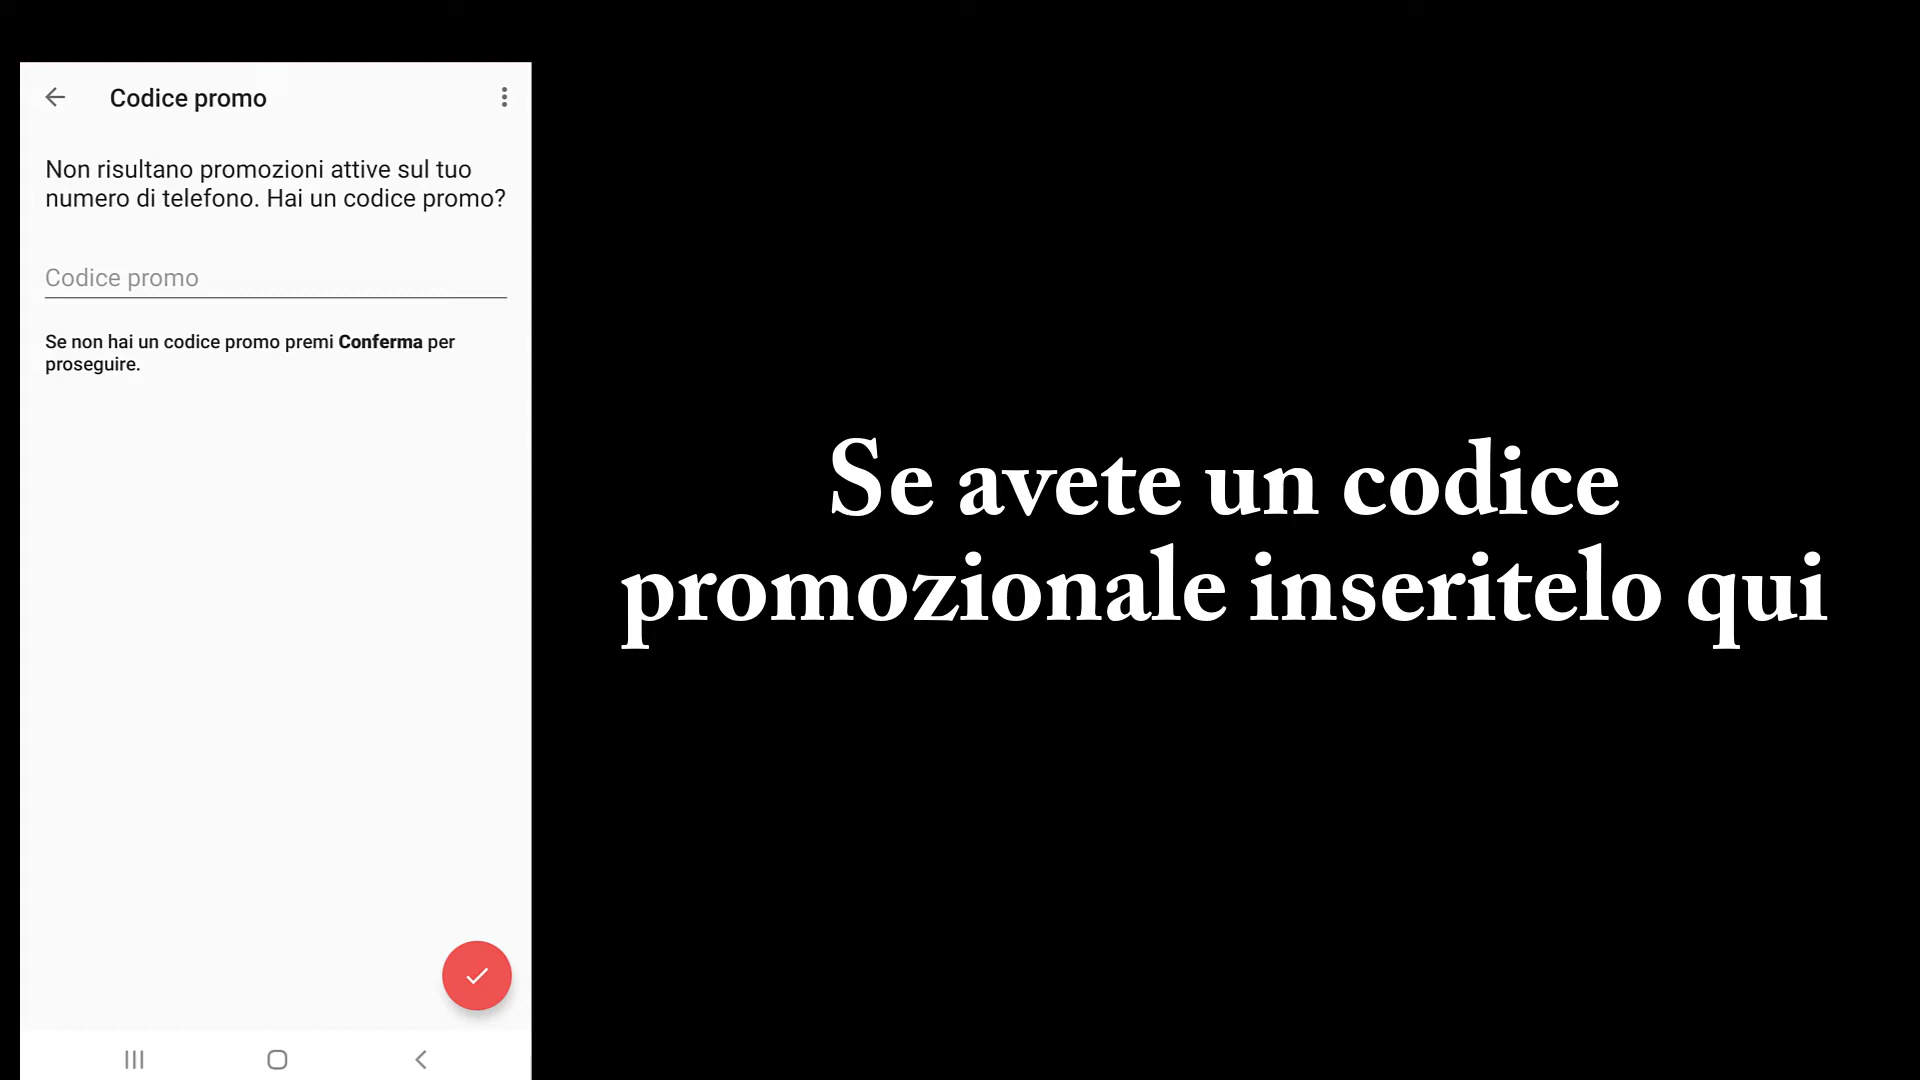 Codice promo
Non risultano promozioni attive sul tuo
numero di telefono. Hai un codice promo?
Codice promo
Se non hai un codice promo premi Conferma per
proseguire.
Se avete un codice
promozionale inseritelo qui